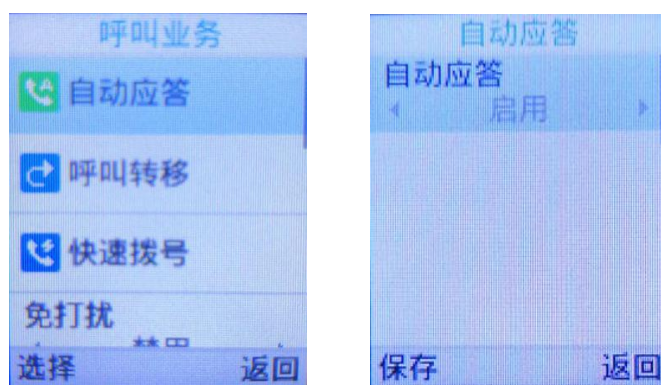 呼叫业务
自动应答
呼叫转移
快速拨号
免打扰
选择 返回
自动应答
自动应答
启用
保存 返回